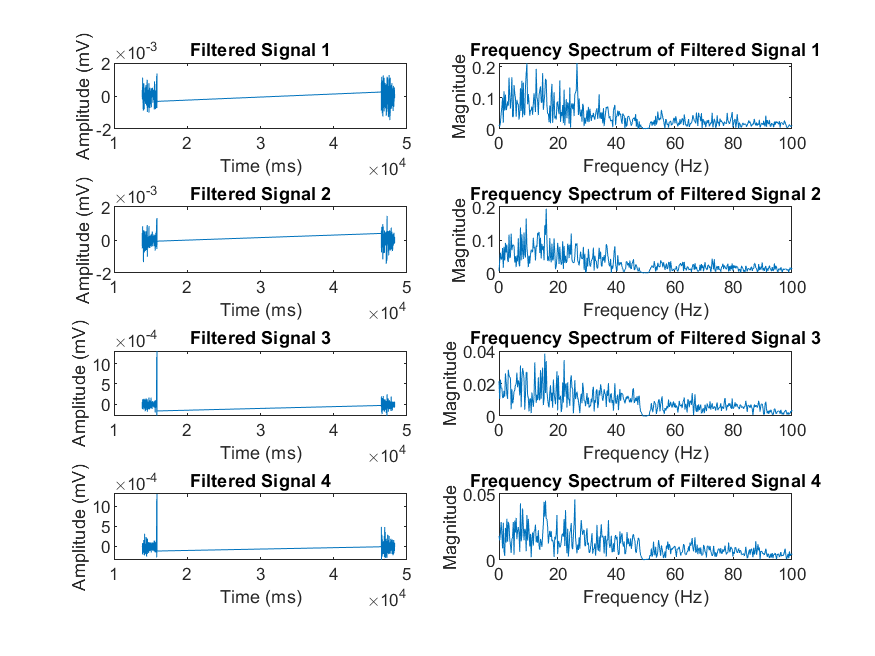 Filtered Signal 1
×10^-3
Amplitude (mV)
2
0
-2
1 2 3 4 5
Time (ms)
×10^4
Frequency Spectrum of Filtered Signal 1
Magnitude
0.2
0.1
0
0 20 40 60 80 100
Frequency (Hz)
Filtered Signal 2
×10^-3
Amplitude (mV)
2
0
-2
1 2 3 4 5
Time (ms)
×10^4
Frequency Spectrum of Filtered Signal 2
Magnitude
0.2
0.1
0
0 20 40 60 80 100
Frequency (Hz)
Filtered Signal 3
×10^-4
Amplitude (mV)
10
5
0
1 2 3 4 5
Time (ms)
×10^4
Frequency Spectrum of Filtered Signal 3
Magnitude
0.04
0.02
0
0 20 40 60 80 100
Frequency (Hz)
Filtered Signal 4
×10^-4
Amplitude (mV)
10
5
0
1 2 3 4 5
Time (ms)
×10^4
Frequency Spectrum of Filtered Signal 4
Magnitude
0.05
0
0 20 40 60 80 100
Frequency (Hz)